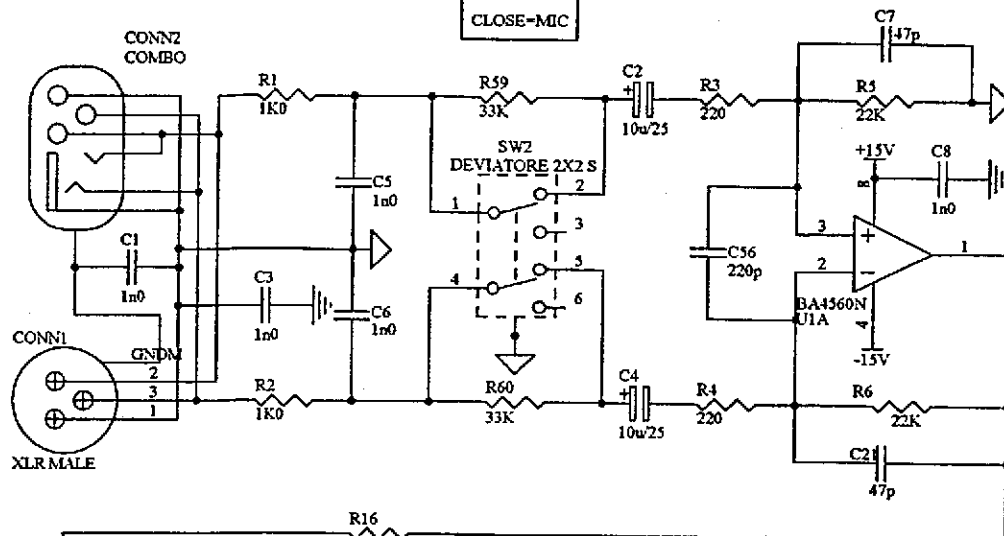 CLOSE=MIC
C7
47p
CONN2
COMBO
R1
1K0
R59
33K
C2
+
10u/25
R3
220
R5
22K
SW2
DEVIATORE 2X2 S
+15V
C8
8
1n0
C5
1n0
1
2
3
C1
1n0
C56
220p
3
+
1
2
−
C3
1n0
4
5
6
C6
1n0
BA4560N
U1A
4
-15V
CONN1
GNDM
2
3
1
R2
1K0
R60
33K
C4
+
10u/25
R4
220
R6
22K
XLR MALE
C21
47p
R16